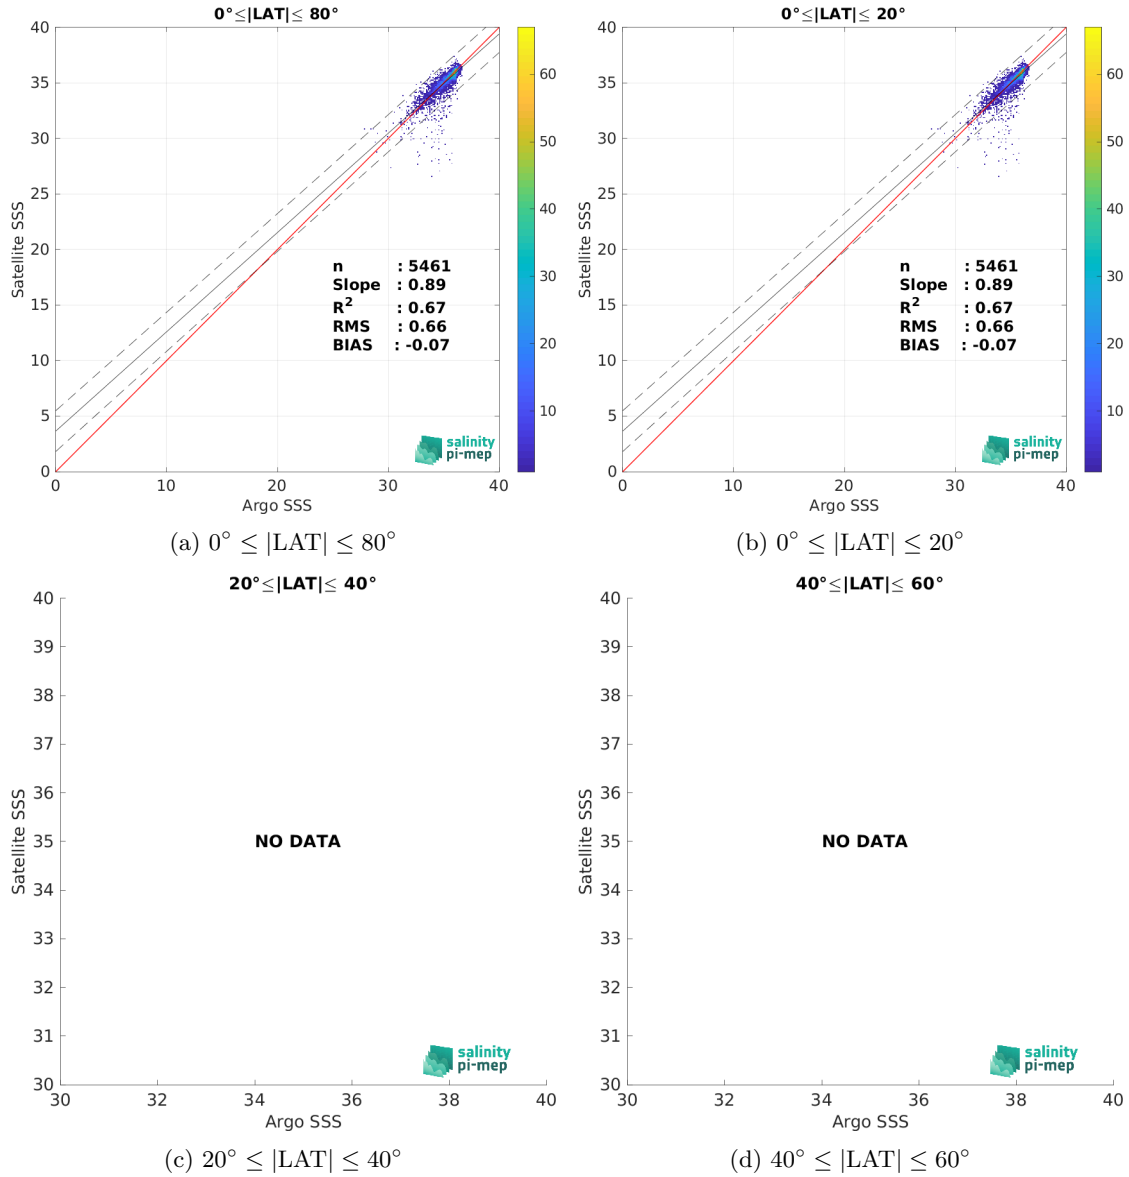 0°≤|LAT|≤ 80°
40
35
30
25
20
15
10
5
0
Satellite SSS
0
10
20
30
40
Argo SSS
n : 5461
Slope : 0.89
R² : 0.67
RMS : 0.66
BIAS : -0.07
salinity
pi-mep
60
50
40
30
20
10
(a) 0° ≤ |LAT| ≤ 80°
0°≤|LAT|≤ 20°
40
35
30
25
20
15
10
5
0
Satellite SSS
0
10
20
30
40
Argo SSS
n : 5461
Slope : 0.89
R² : 0.67
RMS : 0.66
BIAS : -0.07
salinity
pi-mep
60
50
40
30
20
10
(b) 0° ≤ |LAT| ≤ 20°
20°≤|LAT|≤ 40°
40
39
38
37
36
35
34
33
32
31
30
Satellite SSS
NO DATA
salinity
pi-mep
30
32
34
36
38
40
Argo SSS
(c) 20° ≤ |LAT| ≤ 40°
40°≤|LAT|≤ 60°
40
39
38
37
36
35
34
33
32
31
30
Satellite SSS
NO DATA
salinity
pi-mep
30
32
34
36
38
40
Argo SSS
(d) 40° ≤ |LAT| ≤ 60°